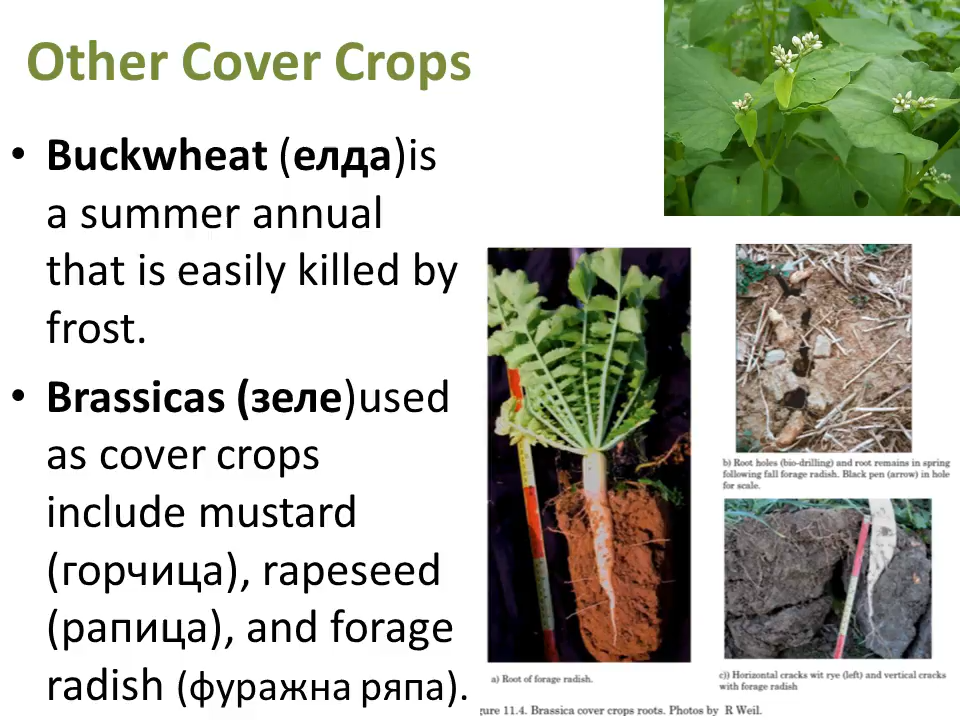 Other Cover Crops
• Buckwheat (елда)is
a summer annual
that is easily killed by
frost.
• Brassicas (зеле)used
as cover crops
include mustard
(горчица), rapeseed
(рапица), and forage
radish (фуражна ряпа).
b) Root holes (bio-drilling) and root remains in spring
following fall forage radish. Black pen (arrow) in hole
for scale.
a) Root of forage radish.
c)) Horizontal cracks wit rye (left) and vertical cracks
with forage radish
gure 11.4. Brassica cover crops roots. Photos by R Weil.